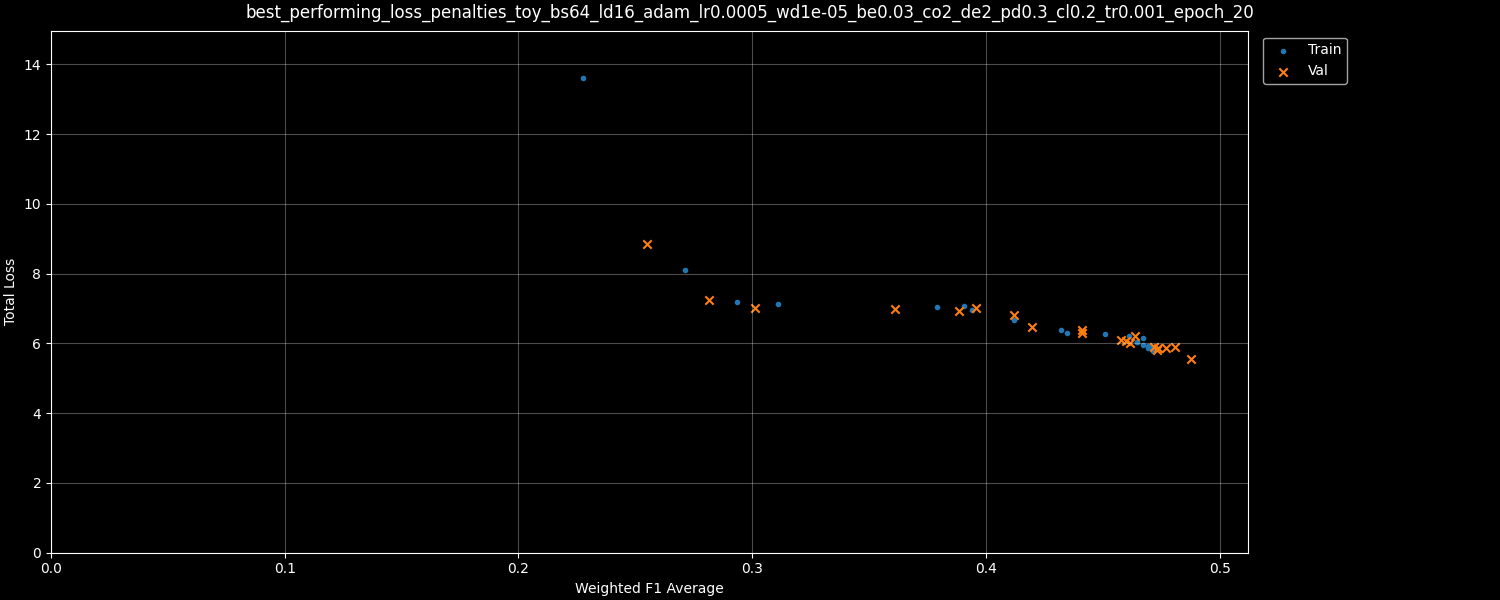 best_performing_loss_penalties_toy_bs64_ld16_adam_lr0.0005_wd1e-05_be0.03_co2_de2_pd0.3_cl0.2_tr0.001_epoch_20
Train
Val
14
12
10
8
6
4
2
0
Total Loss
0.0 0.1 0.2 0.3 0.4 0.5
Weighted F1 Average